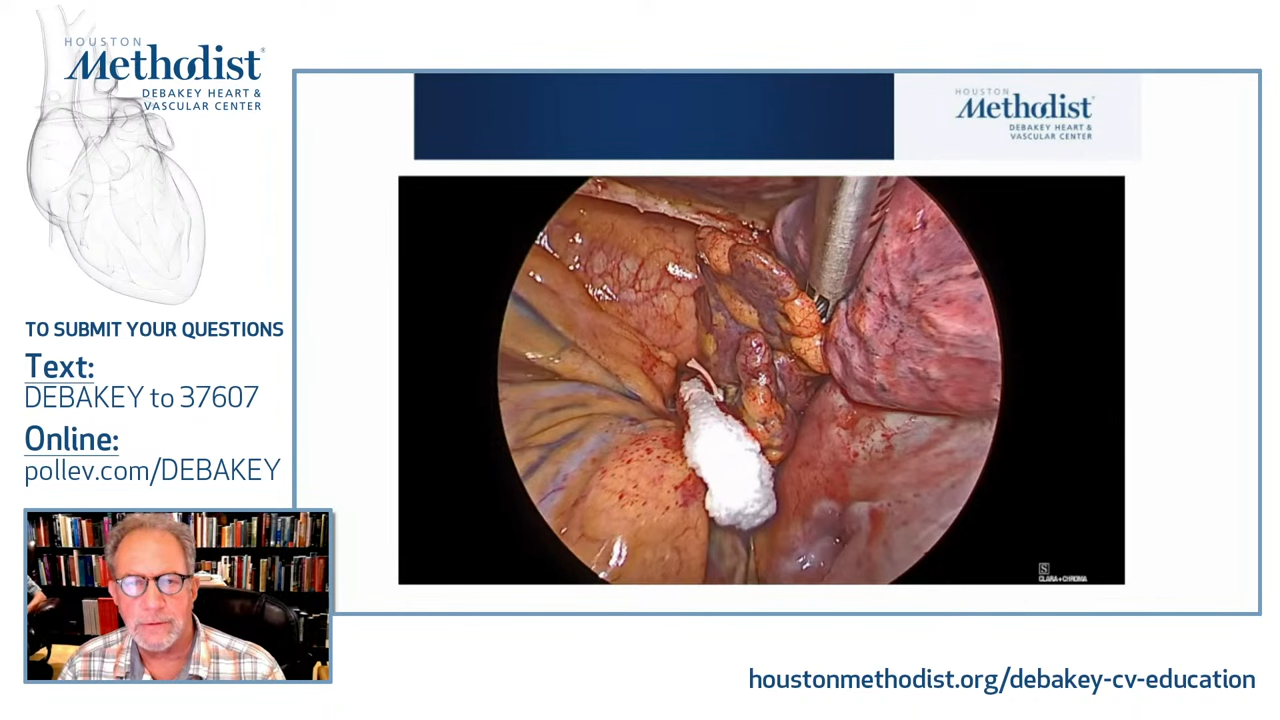 HOUSTON
Methodist®
DEBAKEY HEART &
VASCULAR CENTER
TO SUBMIT YOUR QUESTIONS
Text:
DEBAKEY to 37607
Online:
pollev.com/DEBAKEY
HOUSTON
Methodist
DEBAKEY HEART &
VASCULAR CENTER
S
CLARA+CHROMA
houstonmethodist.org/debakey-cv-education